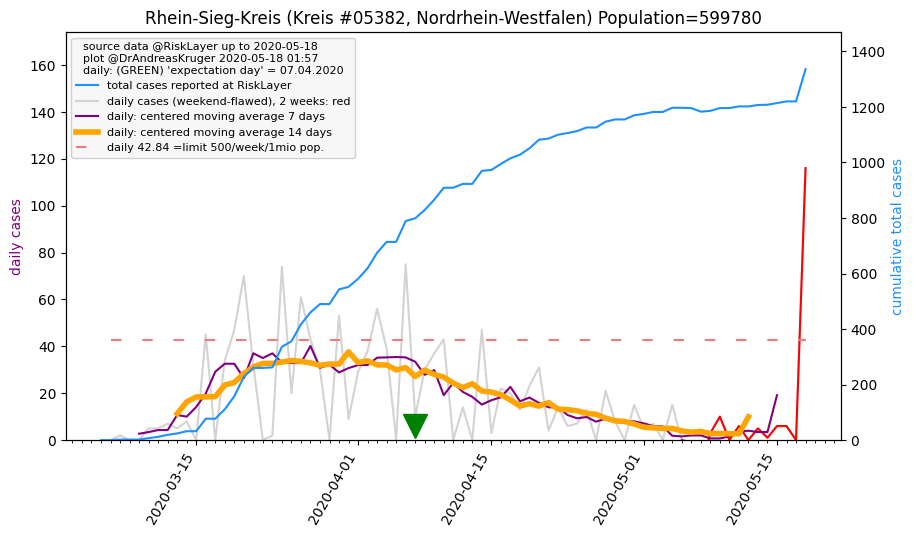 Rhein-Sieg-Kreis (Kreis #05382, Nordrhein-Westfalen) Population=599780
source data @RiskLayer up to 2020-05-18
plot @DrAndreasKruger 2020-05-18 01:57
daily: (GREEN) 'expectation day' = 07.04.2020
total cases reported at RiskLayer
daily cases (weekend-flawed), 2 weeks: red
daily: centered moving average 7 days
daily: centered moving average 14 days
daily 42.84 =limit 500/week/1mio pop.
daily cases
160
140
120
100
80
60
40
20
0
cumulative total cases
1400
1200
1000
800
600
400
200
0
2020-03-15
2020-04-01
2020-04-15
2020-05-01
2020-05-15